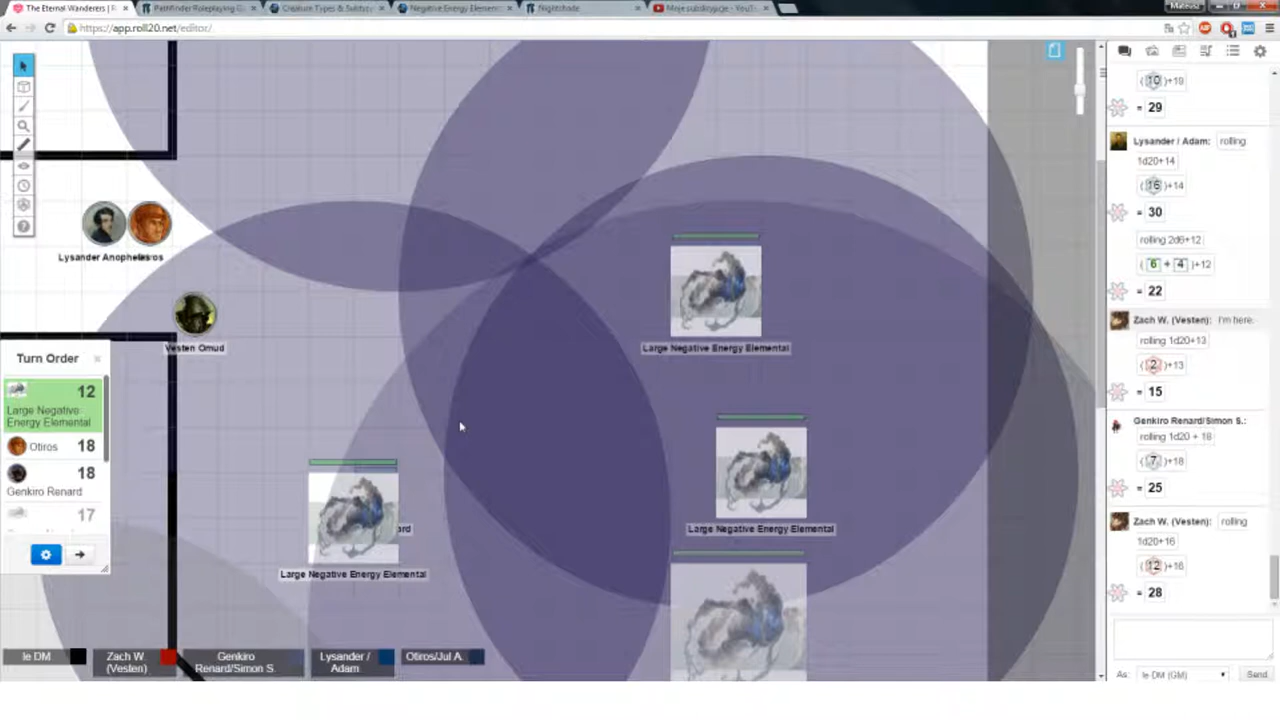 The Eternal Wanderers
Pathfinder Roleplaying G
Creature Types & Subtyp
Negative Energy Element
Nightshade
Moje subskrypcje - YouT
Mateusz
https://app.roll20.net/editor/
Lysander Anophe
Vesten Omud
Turn Order
12
Large Negative
Energy Elemental
Otiros
18
18
Genkiro Renard
17
Large Negative Energy Elemental
Large Negative Energy Elemental
ard
Large Negative Energy Elemental
le DM
Zach W.
(Vesten)
Genkiro
Renard/Simon S.
Lysander /
Adam
Otiros/Jul A.
(10)+19
= 29
Lysander / Adam: rolling
1d20+14
(16)+14
= 30
rolling 2d6+12
(6+4)+12
= 22
Zach W. (Vesten): I'm here.
rolling 1d20+13
(2)+13
= 15
Genkiro Renard/Simon S.:
rolling 1d20 + 18
(7)+18
= 25
Zach W. (Vesten): rolling
1d20+16
(12)+16
= 28
As: le DM (GM)
Send